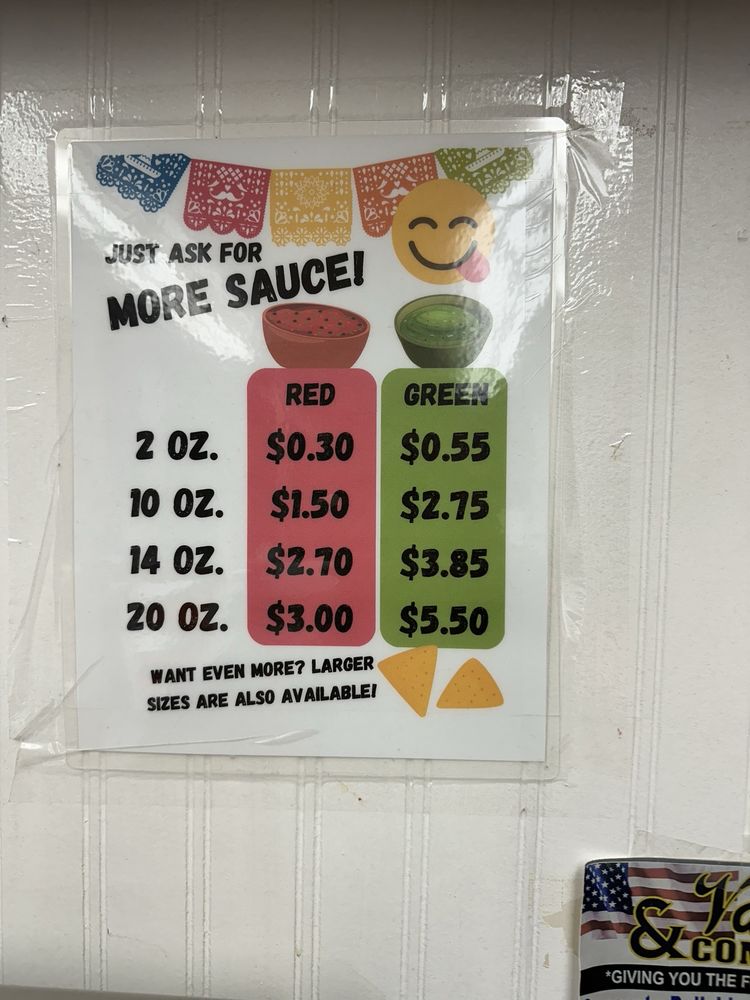 JUST ASK FOR
MORE SAUCE!
RED GREEN
2 OZ. $0.30 $0.55
10 OZ. $1.50 $2.75
14 OZ. $2.70 $3.85
20 OZ. $3.00 $5.50
WANT EVEN MORE? LARGER
SIZES ARE ALSO AVAILABLE!
&
*GIVING YOU THE